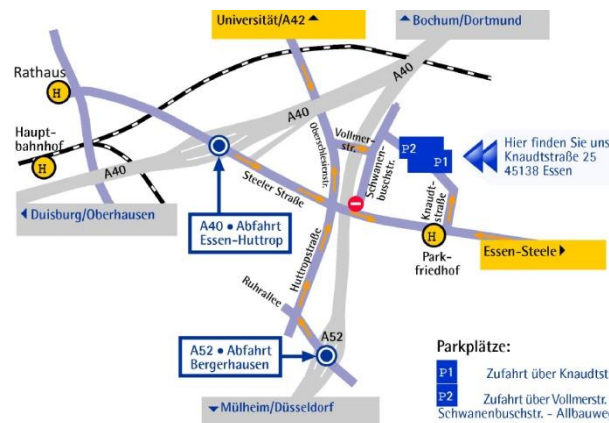 Universität/A42
Bochum/Dortmund
Rathaus
H
A40
A40
Haupt-
bahnhof
H
A40
Oberschlesienstr.
Vollmer-
str.
Schwanen-
buschstr.
P2
P1
Hier finden Sie uns
Knaudtstraße 25
45138 Essen
Steeler Straße
Duisburg/Oberhausen
A40 • Abfahrt
Essen-Huttrop
Knaudt-
straße
H
Park-
friedhof
Essen-Steele
Huttropstraße
Ruhrallee
A52
A52 • Abfahrt
Bergerhausen
Mülheim/Düsseldorf
Parkplätze:
P1 Zufahrt über Knaudtst
P2 Zufahrt über Vollmerstr.
Schwanenbuschstr. - Allbauwe